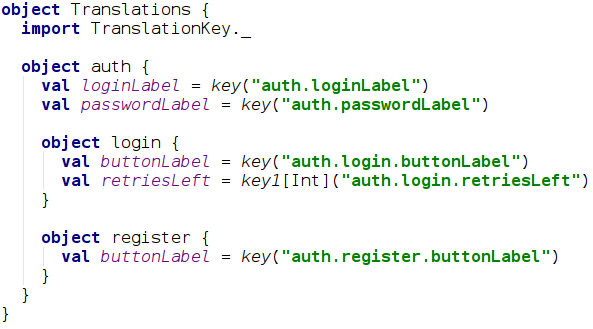 object Translations {
  import TranslationKey._

  object auth {
    val loginLabel = key("auth.loginLabel")
    val passwordLabel = key("auth.passwordLabel")

    object login {
      val buttonLabel = key("auth.login.buttonLabel")
      val retriesLeft = key1[Int]("auth.login.retriesLeft")
    }

    object register {
      val buttonLabel = key("auth.register.buttonLabel")
    }
  }
}